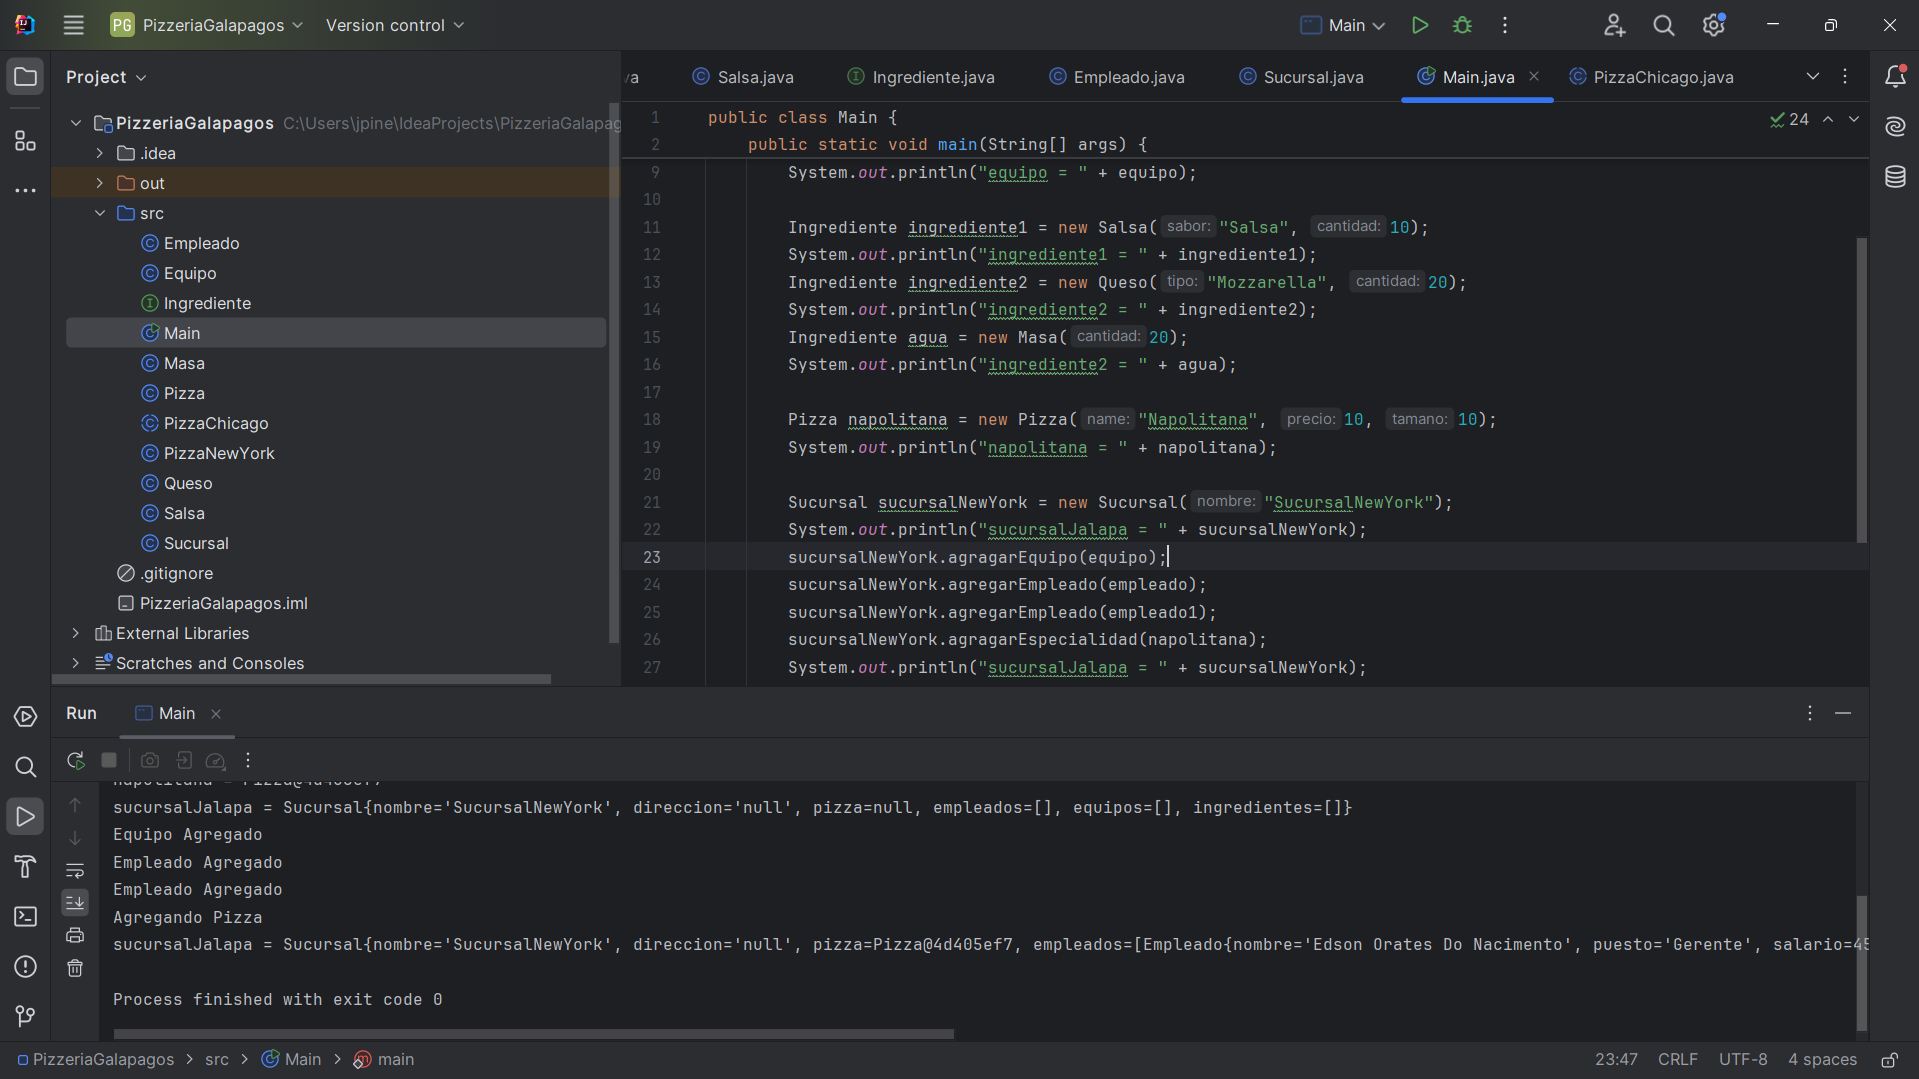 PG PizzeriaGalapagos Version control Main
Project
Salsa.java Ingrediente.java Empleado.java Sucursal.java Main.java PizzaChicago.java
PizzeriaGalapagos C:\Users\jpine\IdeaProjects\PizzeriaGalapag
.idea
out
src
Empleado
Equipo
Ingrediente
Main
Masa
Pizza
PizzaChicago
PizzaNewYork
Queso
Salsa
Sucursal
.gitignore
PizzeriaGalapagos.iml
External Libraries
Scratches and Consoles
24
1 public class Main {
2 public static void main(String[] args) {
9 System.out.println("equipo = " + equipo);
10
11 Ingrediente ingrediente1 = new Salsa( sabor: "Salsa", cantidad: 10);
12 System.out.println("ingrediente1 = " + ingrediente1);
13 Ingrediente ingrediente2 = new Queso( tipo: "Mozzarella", cantidad: 20);
14 System.out.println("ingrediente2 = " + ingrediente2);
15 Ingrediente agua = new Masa( cantidad: 20);
16 System.out.println("ingrediente2 = " + agua);
17
18 Pizza napolitana = new Pizza( name: "Napolitana", precio: 10, tamano: 10);
19 System.out.println("napolitana = " + napolitana);
20
21 Sucursal sucursalNewYork = new Sucursal( nombre: "SucursalNewYork");
22 System.out.println("sucursalJalapa = " + sucursalNewYork);
23 sucursalNewYork.agragarEquipo(equipo);
24 sucursalNewYork.agregarEmpleado(empleado);
25 sucursalNewYork.agregarEmpleado(empleado1);
26 sucursalNewYork.agragarEspecialidad(napolitana);
27 System.out.println("sucursalJalapa = " + sucursalNewYork);
Run Main
napolitana = Pizza@4d405ef7
sucursalJalapa = Sucursal{nombre='SucursalNewYork', direccion='null', pizza=null, empleados=[], equipos=[], ingredientes=[]}
Equipo Agregado
Empleado Agregado
Empleado Agregado
Agregando Pizza
sucursalJalapa = Sucursal{nombre='SucursalNewYork', direccion='null', pizza=Pizza@4d405ef7, empleados=[Empleado{nombre='Edson Orates Do Nacimento', puesto='Gerente', salario=45
Process finished with exit code 0
PizzeriaGalapagos > src > Main > main
23:47 CRLF UTF-8 4 spaces